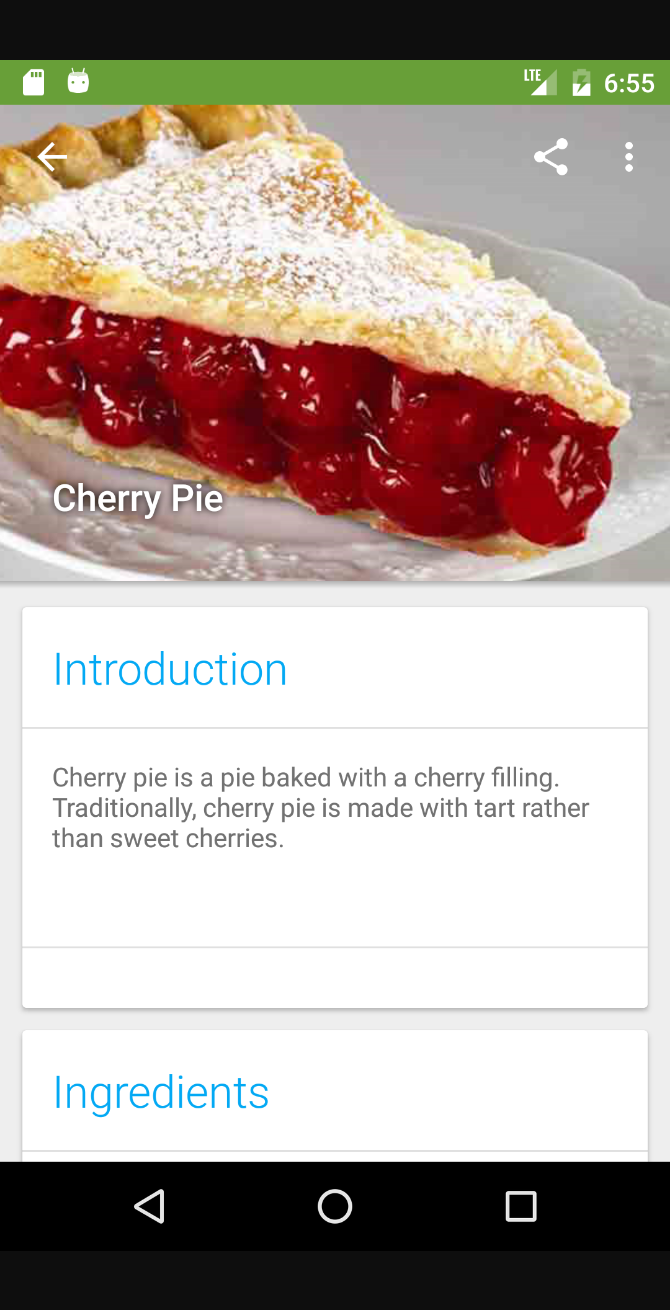 LTE 6:55
Cherry Pie
Introduction
Cherry pie is a pie baked with a cherry filling.
Traditionally, cherry pie is made with tart rather
than sweet cherries.
Ingredients